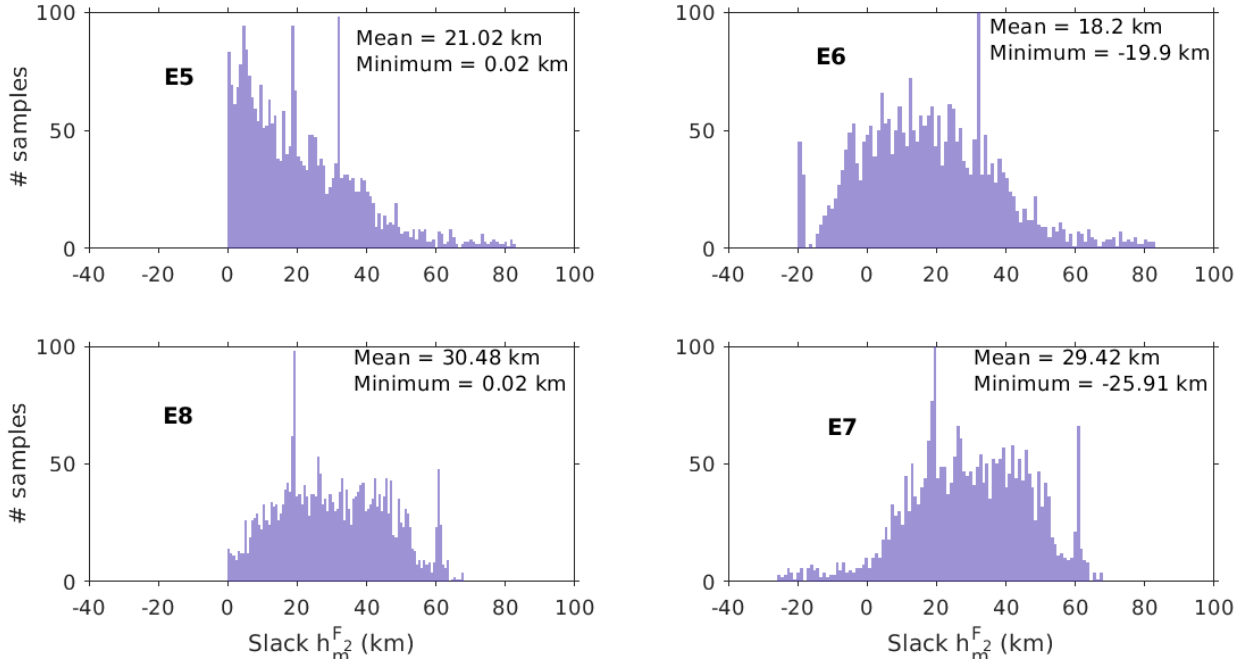 100
50
0
# samples
E5
Mean = 21.02 km
Minimum = 0.02 km
-40 -20 0 20 40 60 80 100
100
50
0
E6
Mean = 18.2 km
Minimum = -19.9 km
-40 -20 0 20 40 60 80 100
100
50
0
# samples
E8
Mean = 30.48 km
Minimum = 0.02 km
-40 -20 0 20 40 60 80 100
Slack h_m^{F_2} (km)
100
50
0
E7
Mean = 29.42 km
Minimum = -25.91 km
-40 -20 0 20 40 60 80 100
Slack h_m^{F_2} (km)